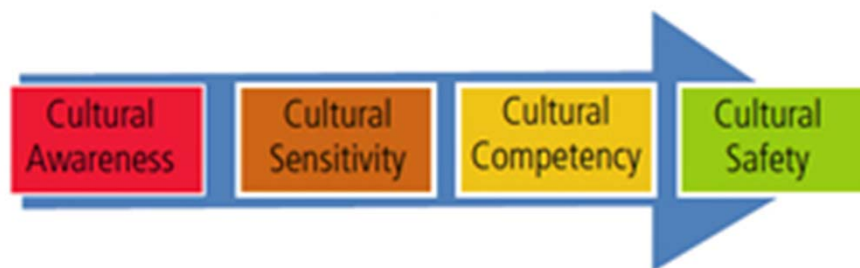 Cultural
Awareness
Cultural
Sensitivity
Cultural
Competency
Cultural
Safety